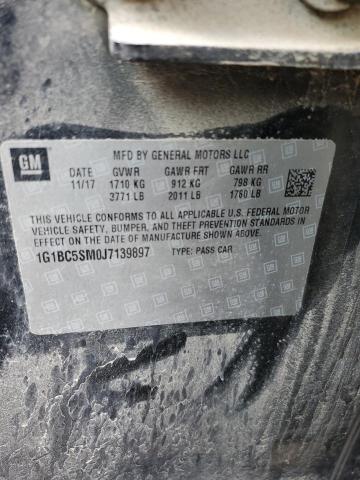 GM
MFD BY GENERAL MOTORS LLC
DATE GVWR GAWR FRT GAWR RR
11/17 1710 KG 912 KG 798 KG
3771 LB 2011 LB 1760 LB
THIS VEHICLE CONFORMS TO ALL APPLICABLE U.S. FEDERAL MOTOR
VEHICLE SAFETY, BUMPER, AND THEFT PREVENTION STANDARDS
IN EFFECT ON THE DATE OF MANUFACTURE SHOWN ABOVE.
1G1BC5SM0J7139897 TYPE: PASS CAR